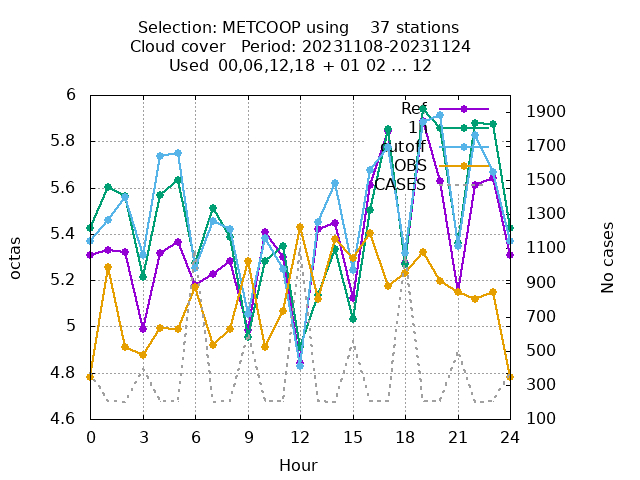 Selection: METCOOP using    37 stations
Cloud cover   Period: 20231108-20231124
Used  00,06,12,18  + 01 02 ... 12
6
5.8
5.6
5.4
5.2
5
4.8
4.6
octas
Ref
cutoff
OBS
CASES
1900
1700
1500
1300
1100
900
700
500
300
100
No cases
0 3 6 9 12 15 18 21 24
Hour